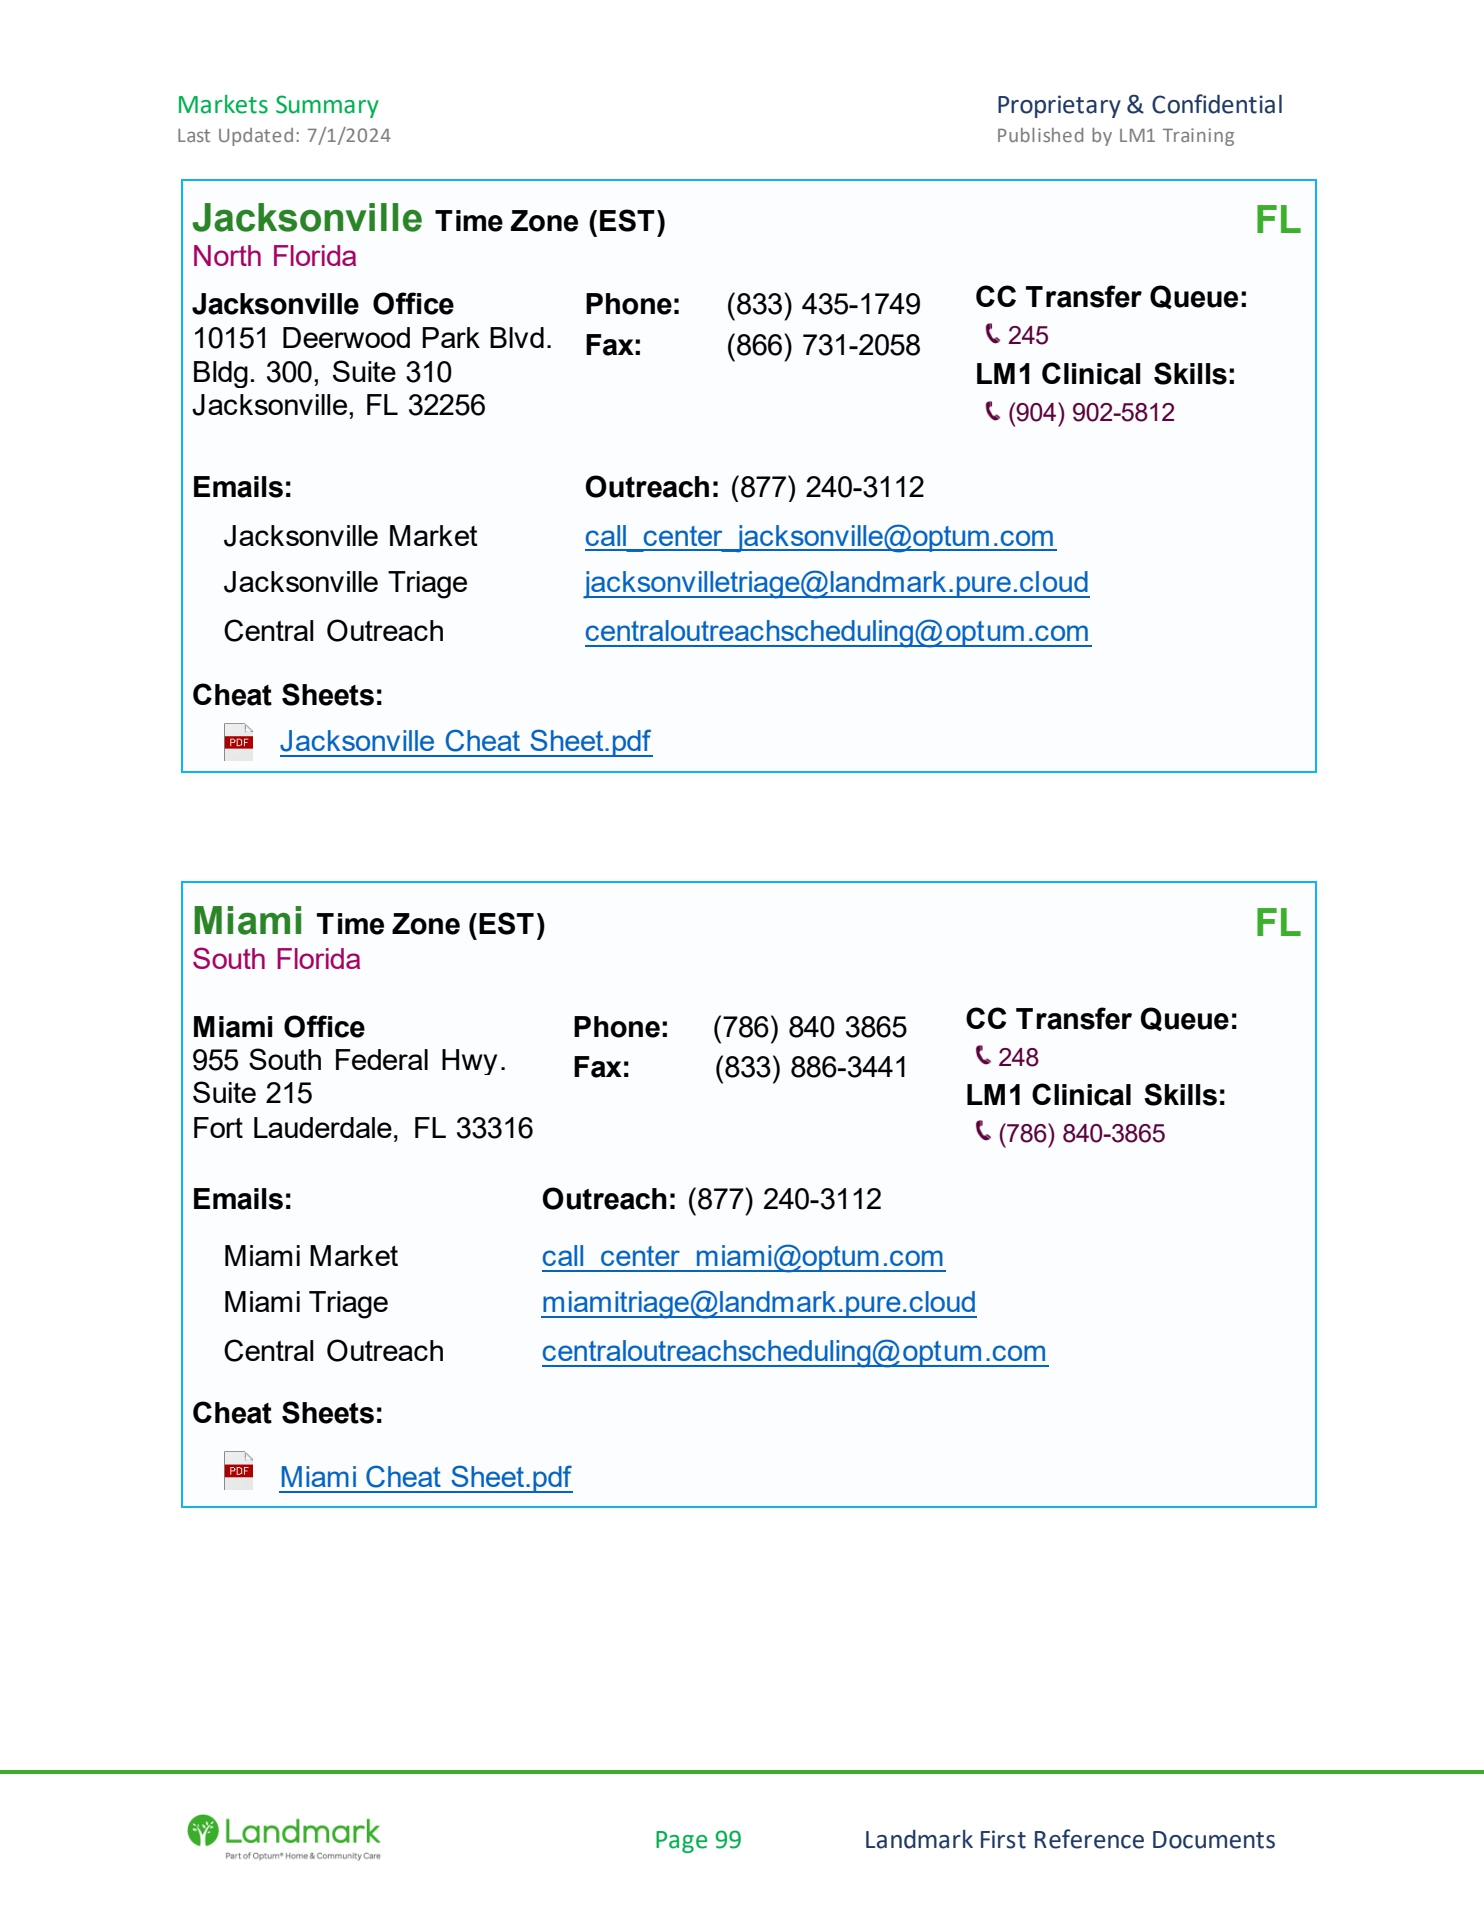 Markets Summary
Proprietary & Confidential
Last Updated: 7/1/2024
Published by LM1 Training
Jacksonville Time Zone (EST)
FL
North Florida
Jacksonville Office
10151 Deerwood Park Blvd.
Bldg. 300, Suite 310
Jacksonville, FL 32256
Phone: (833) 435-1749
Fax: (866) 731-2058
CC Transfer Queue:
245
LM1 Clinical Skills:
(904) 902-5812
Emails:
Outreach: (877) 240-3112
Jacksonville Market call_center_jacksonville@optum.com
Jacksonville Triage jacksonvilletriage@landmark.pure.cloud
Central Outreach centraloutreachscheduling@optum.com
Cheat Sheets:
PDF Jacksonville Cheat Sheet.pdf
Miami Time Zone (EST)
FL
South Florida
Miami Office
955 South Federal Hwy.
Suite 215
Fort Lauderdale, FL 33316
Phone: (786) 840 3865
Fax: (833) 886-3441
CC Transfer Queue:
248
LM1 Clinical Skills:
(786) 840-3865
Emails:
Outreach: (877) 240-3112
Miami Market call_center_miami@optum.com
Miami Triage miamitriage@landmark.pure.cloud
Central Outreach centraloutreachscheduling@optum.com
Cheat Sheets:
PDF Miami Cheat Sheet.pdf
Landmark
Part of Optum® Home & Community Care
Page 99
Landmark First Reference Documents